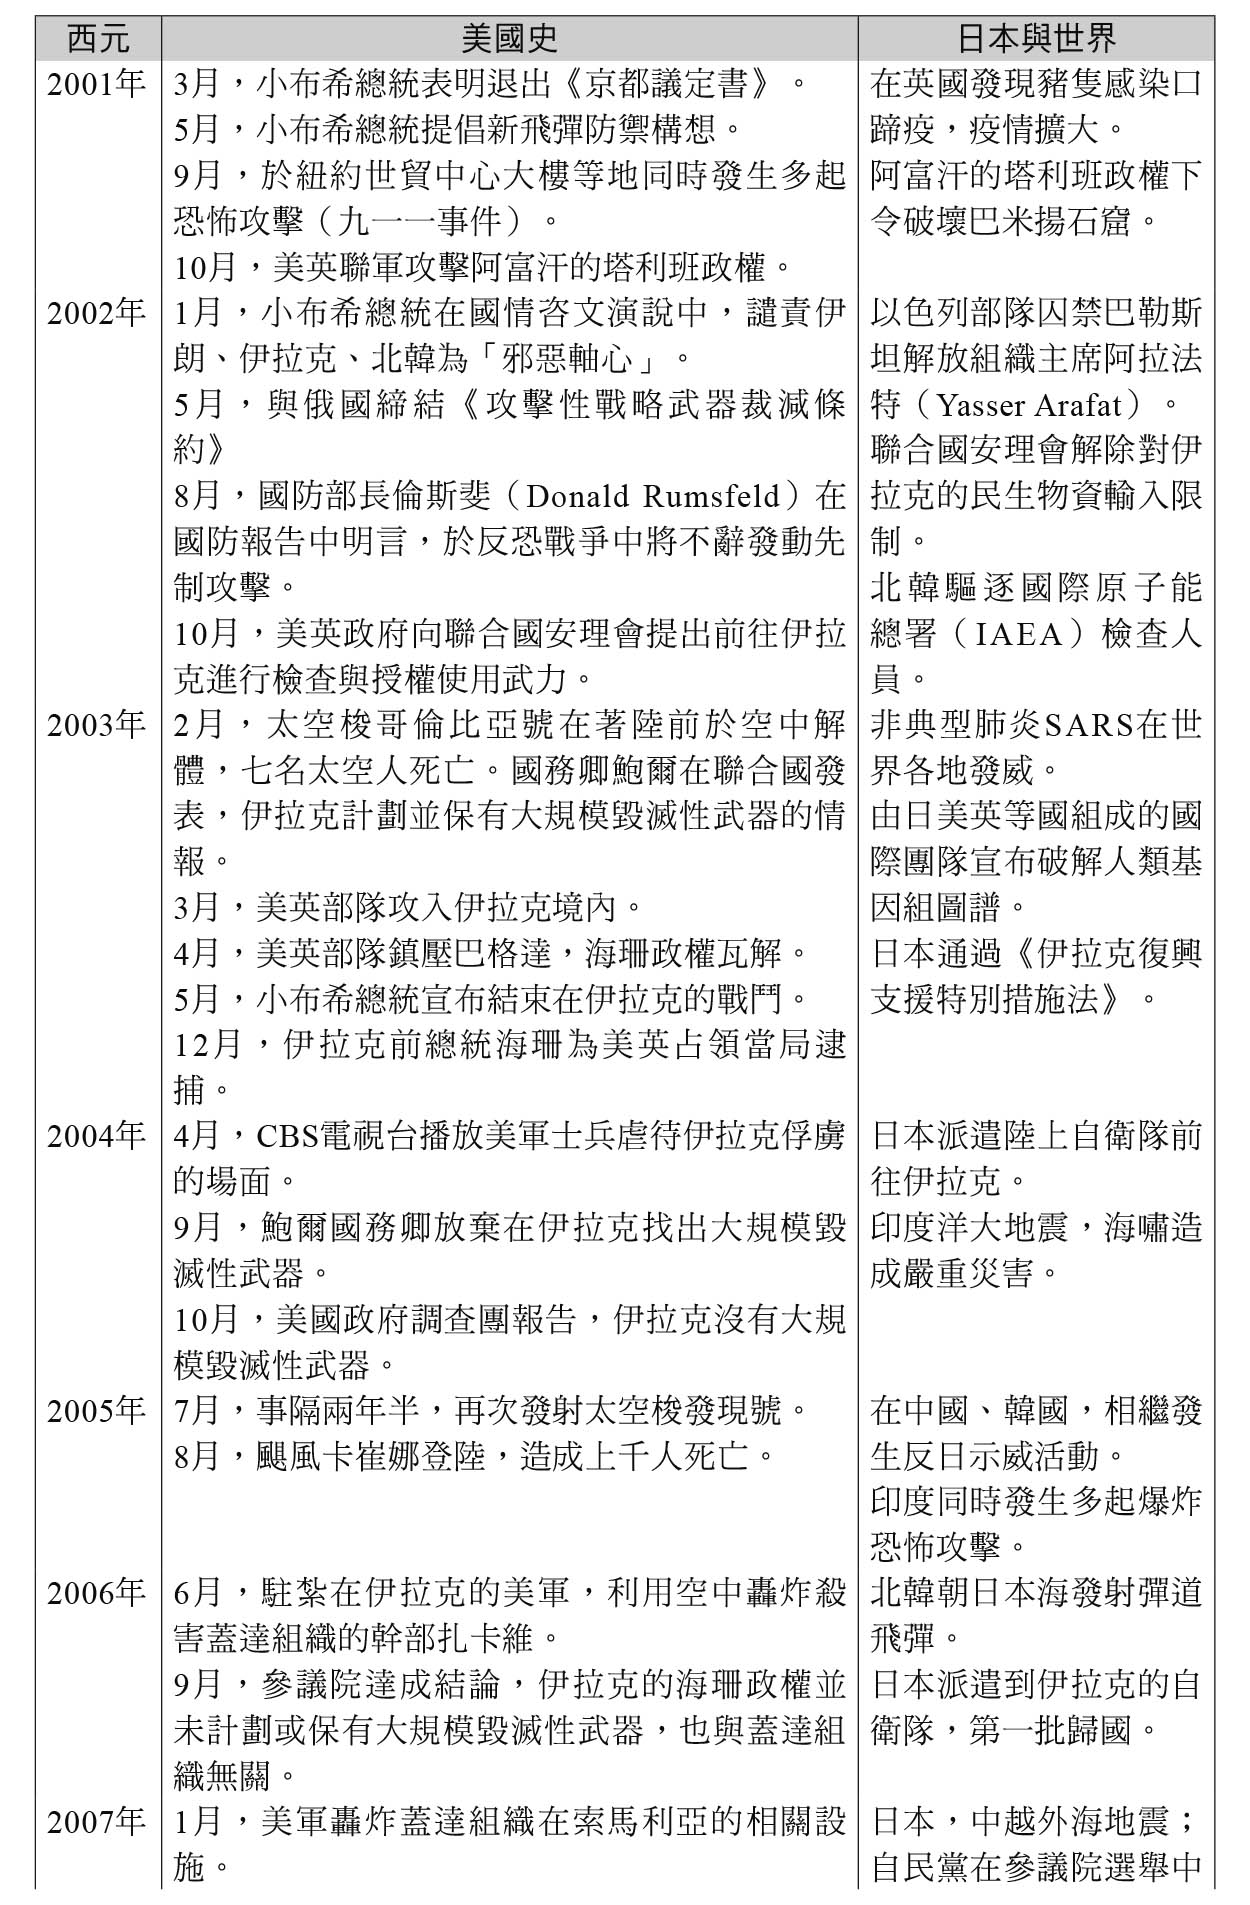 西元 美國史 日本與世界
2001年 3月，小布希總統表明退出《京都議定書》。
5月，小布希總統提倡新飛彈防禦構想。
9月，於紐約世貿中心大樓等地同時發生多起
恐怖攻擊（九一一事件）。
10月，美英聯軍攻擊阿富汗的塔利班政權。
在英國發現豬隻感染口
蹄疫，疫情擴大。
阿富汗的塔利班政權下
令破壞巴米揚石窟。
2002年 1月，小布希總統在國情咨文演說中，譴責伊
朗、伊拉克、北韓為「邪惡軸心」。
5月，與俄國締結《攻擊性戰略武器裁減條
約》
8月，國防部長倫斯斐（Donald Rumsfeld）在
國防報告中明言，於反恐戰爭中將不辭發動先
制攻擊。
10月，美英政府向聯合國安理會提出前往伊拉
克進行檢查與授權使用武力。
以色列部隊囚禁巴勒斯
坦解放組織主席阿拉法
特（Yasser Arafat）。
聯合國安理會解除對伊
拉克的民生物資輸入限
制。
北韓驅逐國際原子能
總署（IAEA）檢查人
員。
2003年 2月，太空梭哥倫比亞號在著陸前於空中解
體，七名太空人死亡。國務卿鮑爾在聯合國發
表，伊拉克計劃並保有大規模毀滅性武器的情
報。
3月，美英部隊攻入伊拉克境內。
4月，美英部隊鎮壓巴格達，海珊政權瓦解。
5月，小布希總統宣布結束在伊拉克的戰鬥。
12月，伊拉克前總統海珊為美英占領當局逮
捕。
非典型肺炎SARS在世
界各地發威。
由日美英等國組成的國
際團隊宣布破解人類基
因組圖譜。
日本通過《伊拉克復興
支援特別措施法》。
2004年 4月，CBS電視台播放美軍士兵虐待伊拉克俘虜
的場面。
9月，鮑爾國務卿放棄在伊拉克找出大規模毀
滅性武器。
10月，美國政府調查團報告，伊拉克沒有大規
模毀滅性武器。
日本派遣陸上自衛隊前
往伊拉克。
印度洋大地震，海嘯造
成嚴重災害。
2005年 7月，事隔兩年半，再次發射太空梭發現號。
8月，颶風卡崔娜登陸，造成上千人死亡。
在中國、韓國，相繼發
生反日示威活動。
印度同時發生多起爆炸
恐怖攻擊。
2006年 6月，駐紮在伊拉克的美軍，利用空中轟炸殺
害蓋達組織的幹部扎卡維。
9月，參議院達成結論，伊拉克的海珊政權並
未計劃或保有大規模毀滅性武器，也與蓋達組
織無關。
北韓朝日本海發射彈道
飛彈。
日本派遣到伊拉克的自
衛隊，第一批歸國。
2007年 1月，美軍轟炸蓋達組織在索馬利亞的相關設
施。
日本，中越外海地震；
自民黨在參議院選舉中